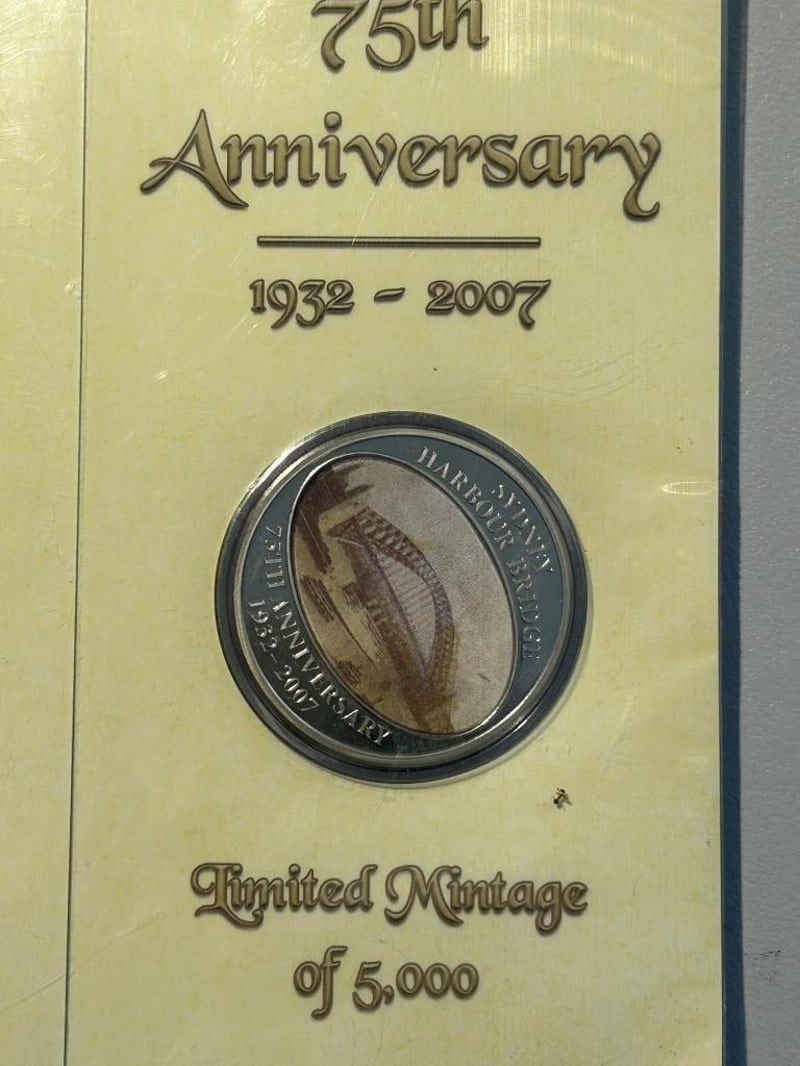 75th
Anniversary
1932 - 2007
SYDNEY
HARBOUR BRIDGE
75TH ANNIVERSARY
1932-2007
Limited Mintage
of 5,000